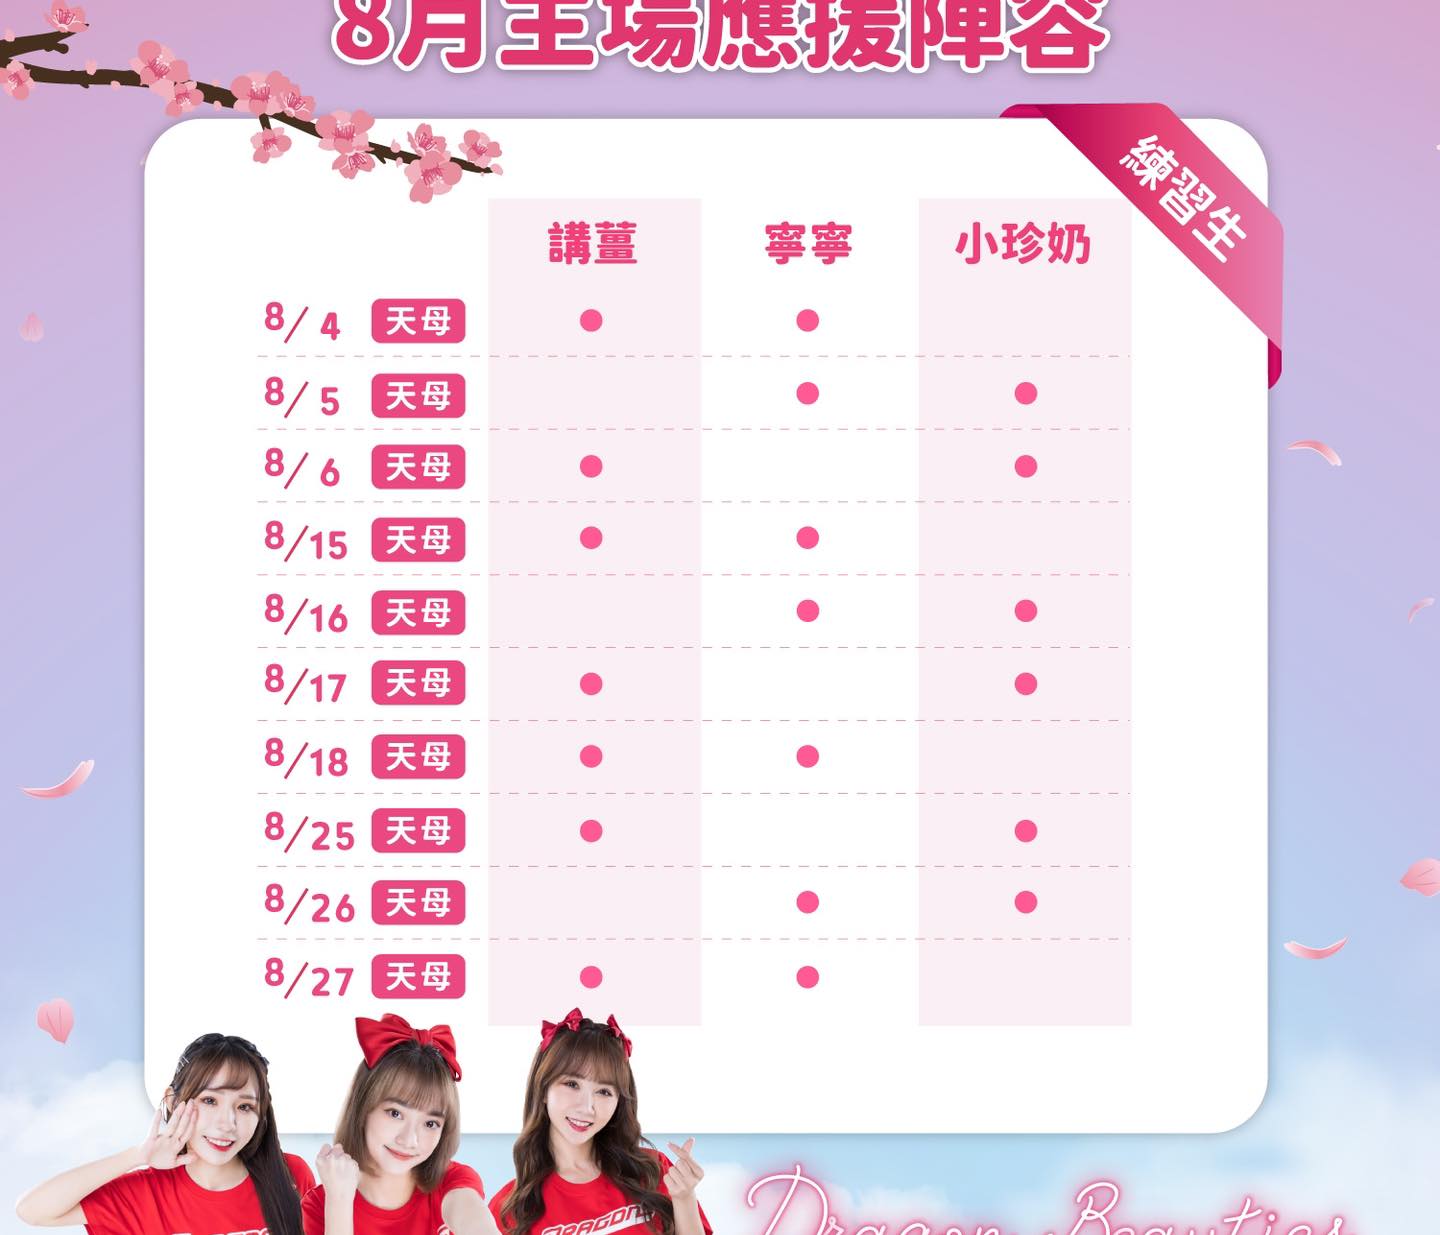 8月主場應援陣容
練習生
講薑 寧寧 小珍奶
8/4 天母 ● ●
8/5 天母 ● ●
8/6 天母 ● ●
8/15 天母 ● ●
8/16 天母 ● ●
8/17 天母 ● ●
8/18 天母 ● ●
8/25 天母 ● ●
8/26 天母 ● ●
8/27 天母 ● ●
DRAGON
Dragon Beauties